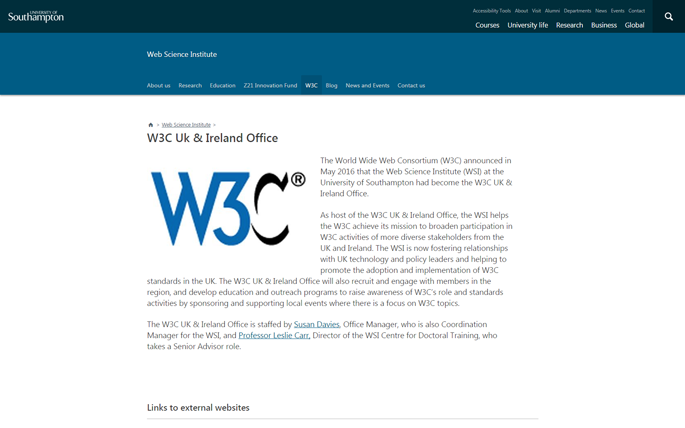 UNIVERSITY OF
Southampton
Accessibility Tools About Visit Alumni Departments News Events Contact
Courses University life Research Business Global
Web Science Institute
About us Research Education Z21 Innovation Fund W3C Blog News and Events Contact us
> Web Science Institute >
W3C Uk & Ireland Office
W3C®
The World Wide Web Consortium (W3C) announced in
May 2016 that the Web Science Institute (WSI) at the
University of Southampton had become the W3C UK &
Ireland Office.
As host of the W3C UK & Ireland Office, the WSI helps
the W3C achieve its mission to broaden participation in
W3C activities of more diverse stakeholders from the
UK and Ireland. The WSI is now fostering relationships
with UK technology and policy leaders and helping to
promote the adoption and implementation of W3C
standards in the UK. The W3C UK & Ireland Office will also recruit and engage with members in the
region, and develop education and outreach programs to raise awareness of W3C's role and standards
activities by sponsoring and supporting local events where there is a focus on W3C topics.
The W3C UK & Ireland Office is staffed by Susan Davies, Office Manager, who is also Coordination
Manager for the WSI, and Professor Leslie Carr, Director of the WSI Centre for Doctoral Training, who
takes a Senior Advisor role.
Links to external websites